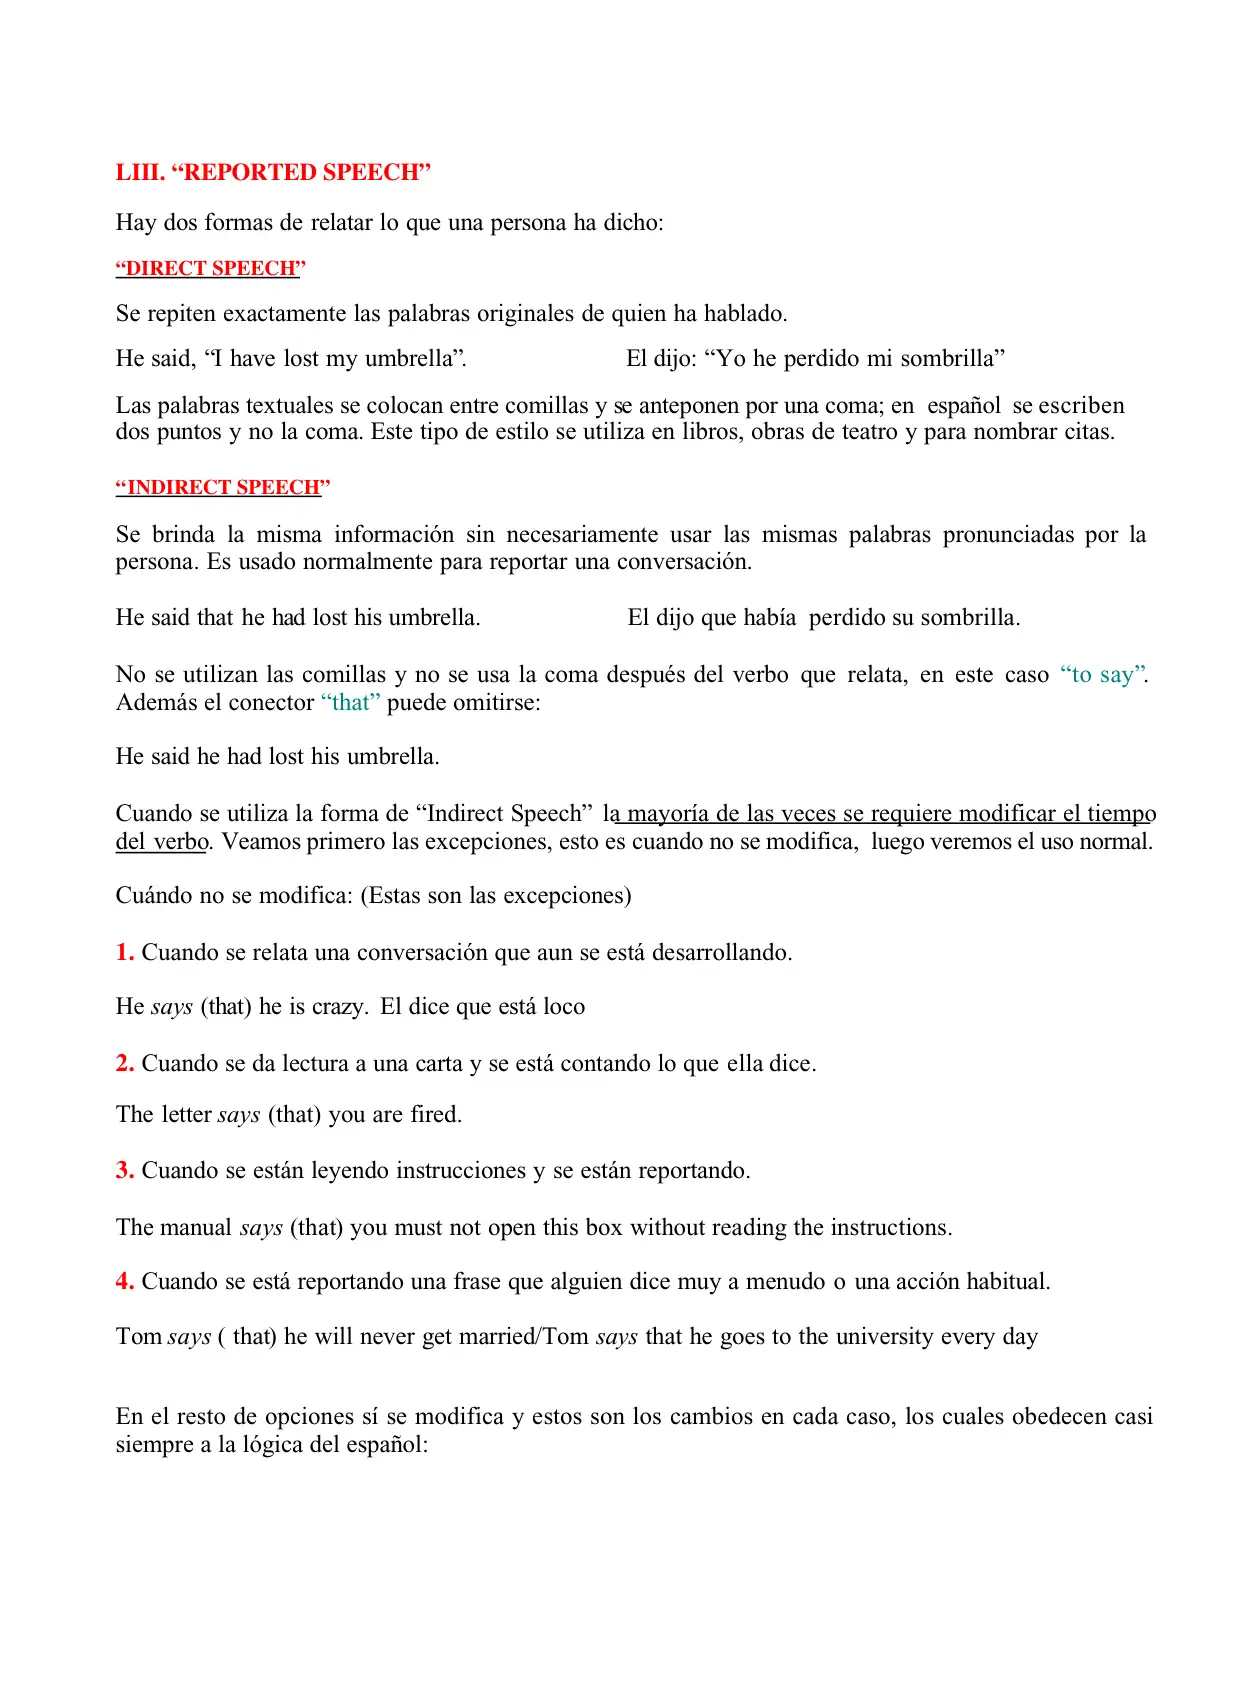 LIII. “REPORTED SPEECH”
Hay dos formas de relatar lo que una persona ha dicho:
“DIRECT SPEECH”
Se repiten exactamente las palabras originales de quien ha hablado.
He said, “I have lost my umbrella”. El dijo: “Yo he perdido mi sombrilla”
Las palabras textuales se colocan entre comillas y se anteponen por una coma; en español se escriben
dos puntos y no la coma. Este tipo de estilo se utiliza en libros, obras de teatro y para nombrar citas.
“INDIRECT SPEECH”
Se brinda la misma información sin necesariamente usar las mismas palabras pronunciadas por la
persona. Es usado normalmente para reportar una conversación.
He said that he had lost his umbrella. El dijo que había perdido su sombrilla.
No se utilizan las comillas y no se usa la coma después del verbo que relata, en este caso “to say”.
Además el conector “that” puede omitirse:
He said he had lost his umbrella.
Cuando se utiliza la forma de “Indirect Speech” la mayoría de las veces se requiere modificar el tiempo
del verbo. Veamos primero las excepciones, esto es cuando no se modifica, luego veremos el uso normal.
Cuándo no se modifica: (Estas son las excepciones)
1. Cuando se relata una conversación que aun se está desarrollando.
He says (that) he is crazy. El dice que está loco
2. Cuando se da lectura a una carta y se está contando lo que ella dice.
The letter says (that) you are fired.
3. Cuando se están leyendo instrucciones y se están reportando.
The manual says (that) you must not open this box without reading the instructions.
4. Cuando se está reportando una frase que alguien dice muy a menudo o una acción habitual.
Tom says ( that) he will never get married/Tom says that he goes to the university every day
En el resto de opciones sí se modifica y estos son los cambios en cada caso, los cuales obedecen casi
siempre a la lógica del español: